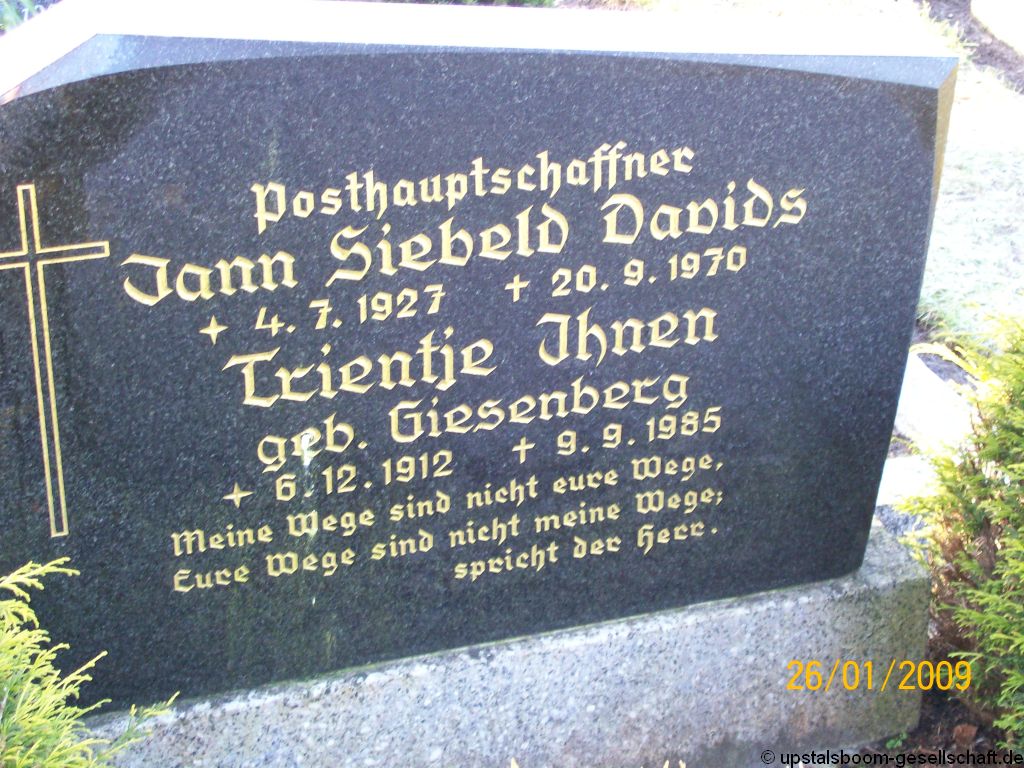 Posthauptschaffner
Jann Siebeld Davids
+ 4. 7. 1927 + 20. 9. 1970
Trientje Ihnen
geb. Giesenberg
+ 6. 12. 1912 + 9. 9. 1985
Meine Wege sind nicht eure Wege,
Eure Wege sind nicht meine Wege;
spricht der Herr.
26/01/2009
© upstalsboom-gesellschaft.de